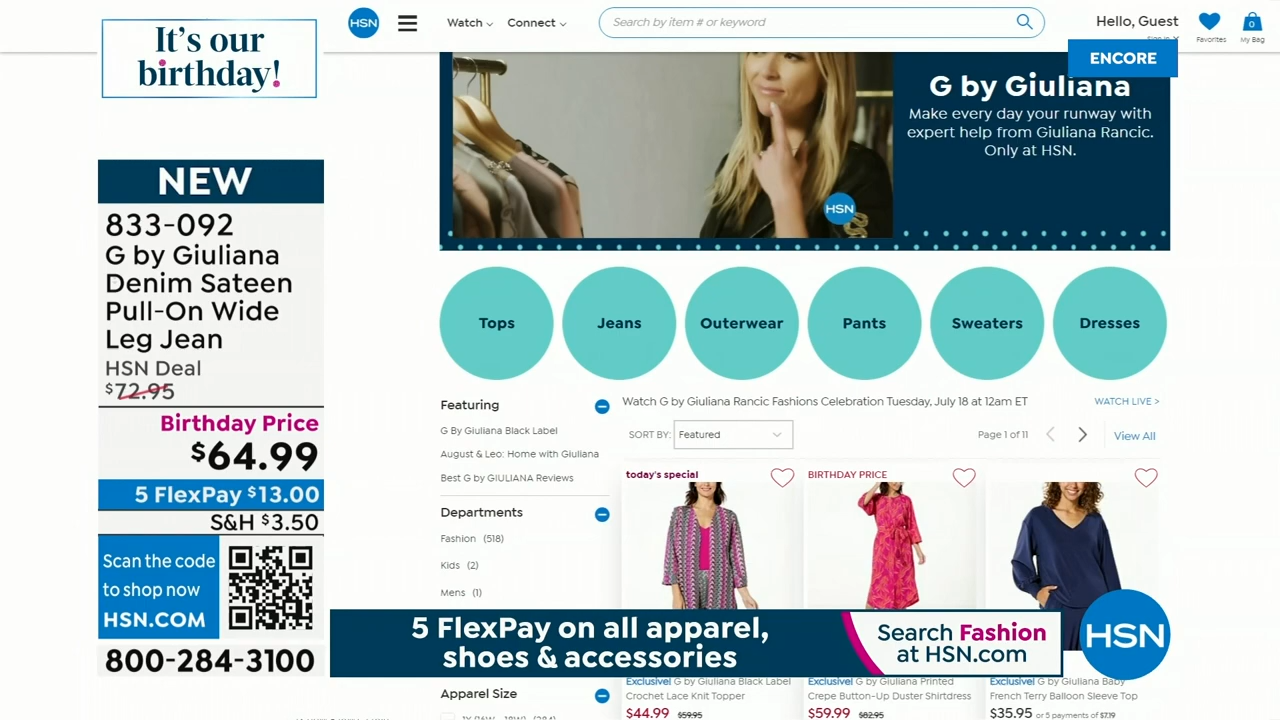 It's our
birthday!
HSN
Watch
Connect
Search by item # or keyword
Hello, Guest
Sign In
Favorites
0
My Bag
ENCORE
G by Giuliana
Make every day your runway with
expert help from Giuliana Rancic.
Only at HSN.
HSN
NEW
833-092
G by Giuliana
Denim Sateen
Pull-On Wide
Leg Jean
HSN Deal
$72.95
Birthday Price
$64.99
5 FlexPay $13.00
S&H $3.50
Scan the code
to shop now
HSN.COM
800-284-3100
Tops
Jeans
Outerwear
Pants
Sweaters
Dresses
Featuring
G By Giuliana Black Label
August & Leo: Home with Giuliana
Best G by GIULIANA Reviews
Departments
Fashion (518)
Kids (2)
Mens (1)
Apparel Size
Watch G by Giuliana Rancic Fashions Celebration Tuesday, July 18 at 12am ET
WATCH LIVE >
SORT BY: Featured
Page 1 of 11
View All
today's special
BIRTHDAY PRICE
5 FlexPay on all apparel,
shoes & accessories
Search Fashion
at HSN.com
HSN
Exclusive! G by Giuliana Black Label
Crochet Lace Knit Topper
$44.99 $59.95
Exclusive! G by Giuliana Printed
Crepe Button-Up Duster Shirtdress
$59.99 $82.95
Exclusive! G by Giuliana Baby
French Terry Balloon Sleeve Top
$35.95 or 5 payments of $7.19